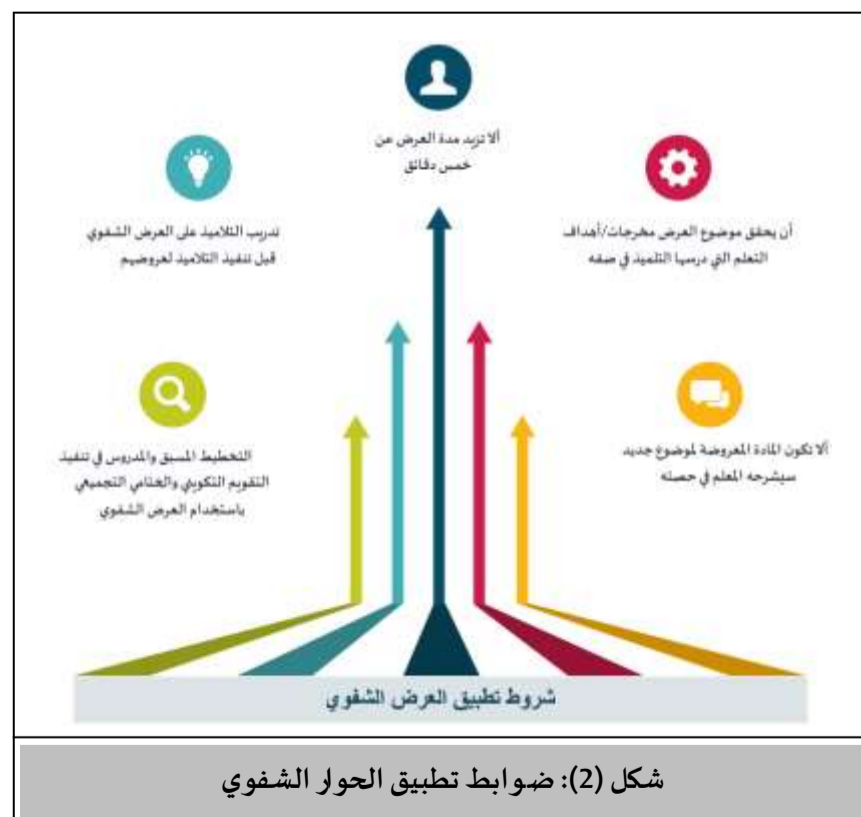 ألا تزيد مدة العرض عن
خمس دقائق
أن يحقق موضوع العرض مخرجات/أهداف
التعلم التي درسها التلميذ في صفه
تدريب التلاميذ على العرض الشفوي
قبل تنفيذ التلاميذ لعروضهم
ألا تكون المادة المعروضة لموضوع جديد
سيشرحه المعلم في حصته
التخطيط المسبق والمدروس في تنفيذ
التقويم التكويني والختامي التجميعي
باستخدام العرض الشفوي
شروط تطبيق العرض الشفوي
شكل (2): ضوابط تطبيق الحوار الشفوي